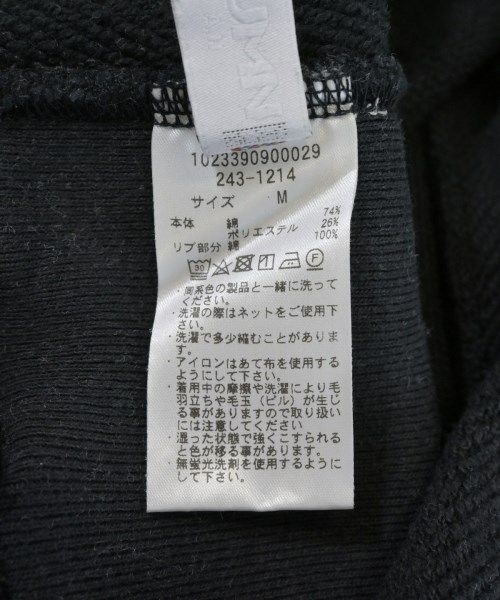 UMN
1023390900029
243-1214
サイズ M
本体 綿 74%
ポリエステル 26%
リブ部分 綿 100%
30 F
・同系色の製品と一緒に洗って
ください。
・洗濯の際はネットをご使用下
さい。
・洗濯で多少縮むことがありま
す。
・アイロンはあて布を使用する
ようにして下さい。
・着用中の摩擦や洗濯により毛
羽立ちや毛玉（ピル）が生じ
る事がありますので取り扱い
には注意してください。
・湿った状態で強くこすられる
と色が移る事があります。
・無蛍光洗剤を使用するように
して下さい。